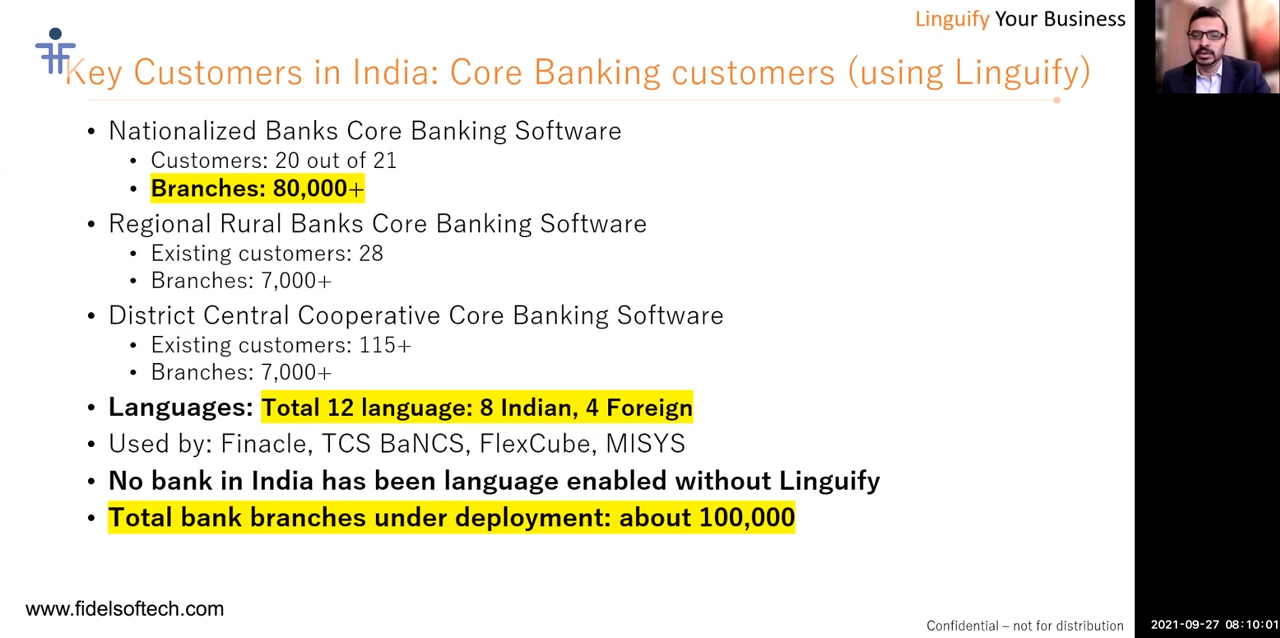 Linguify Your Business
Key Customers in India: Core Banking customers (using Linguify)
• Nationalized Banks Core Banking Software
• Customers: 20 out of 21
• Branches: 80,000+
• Regional Rural Banks Core Banking Software
• Existing customers: 28
• Branches: 7,000+
• District Central Cooperative Core Banking Software
• Existing customers: 115+
• Branches: 7,000+
• Languages: Total 12 language: 8 Indian, 4 Foreign
• Used by: Finacle, TCS BaNCS, FlexCube, MISYS
• No bank in India has been language enabled without Linguify
• Total bank branches under deployment: about 100,000
www.fidelsoftech.com
Confidential – not for distribution
2021-09-27 08:10:01